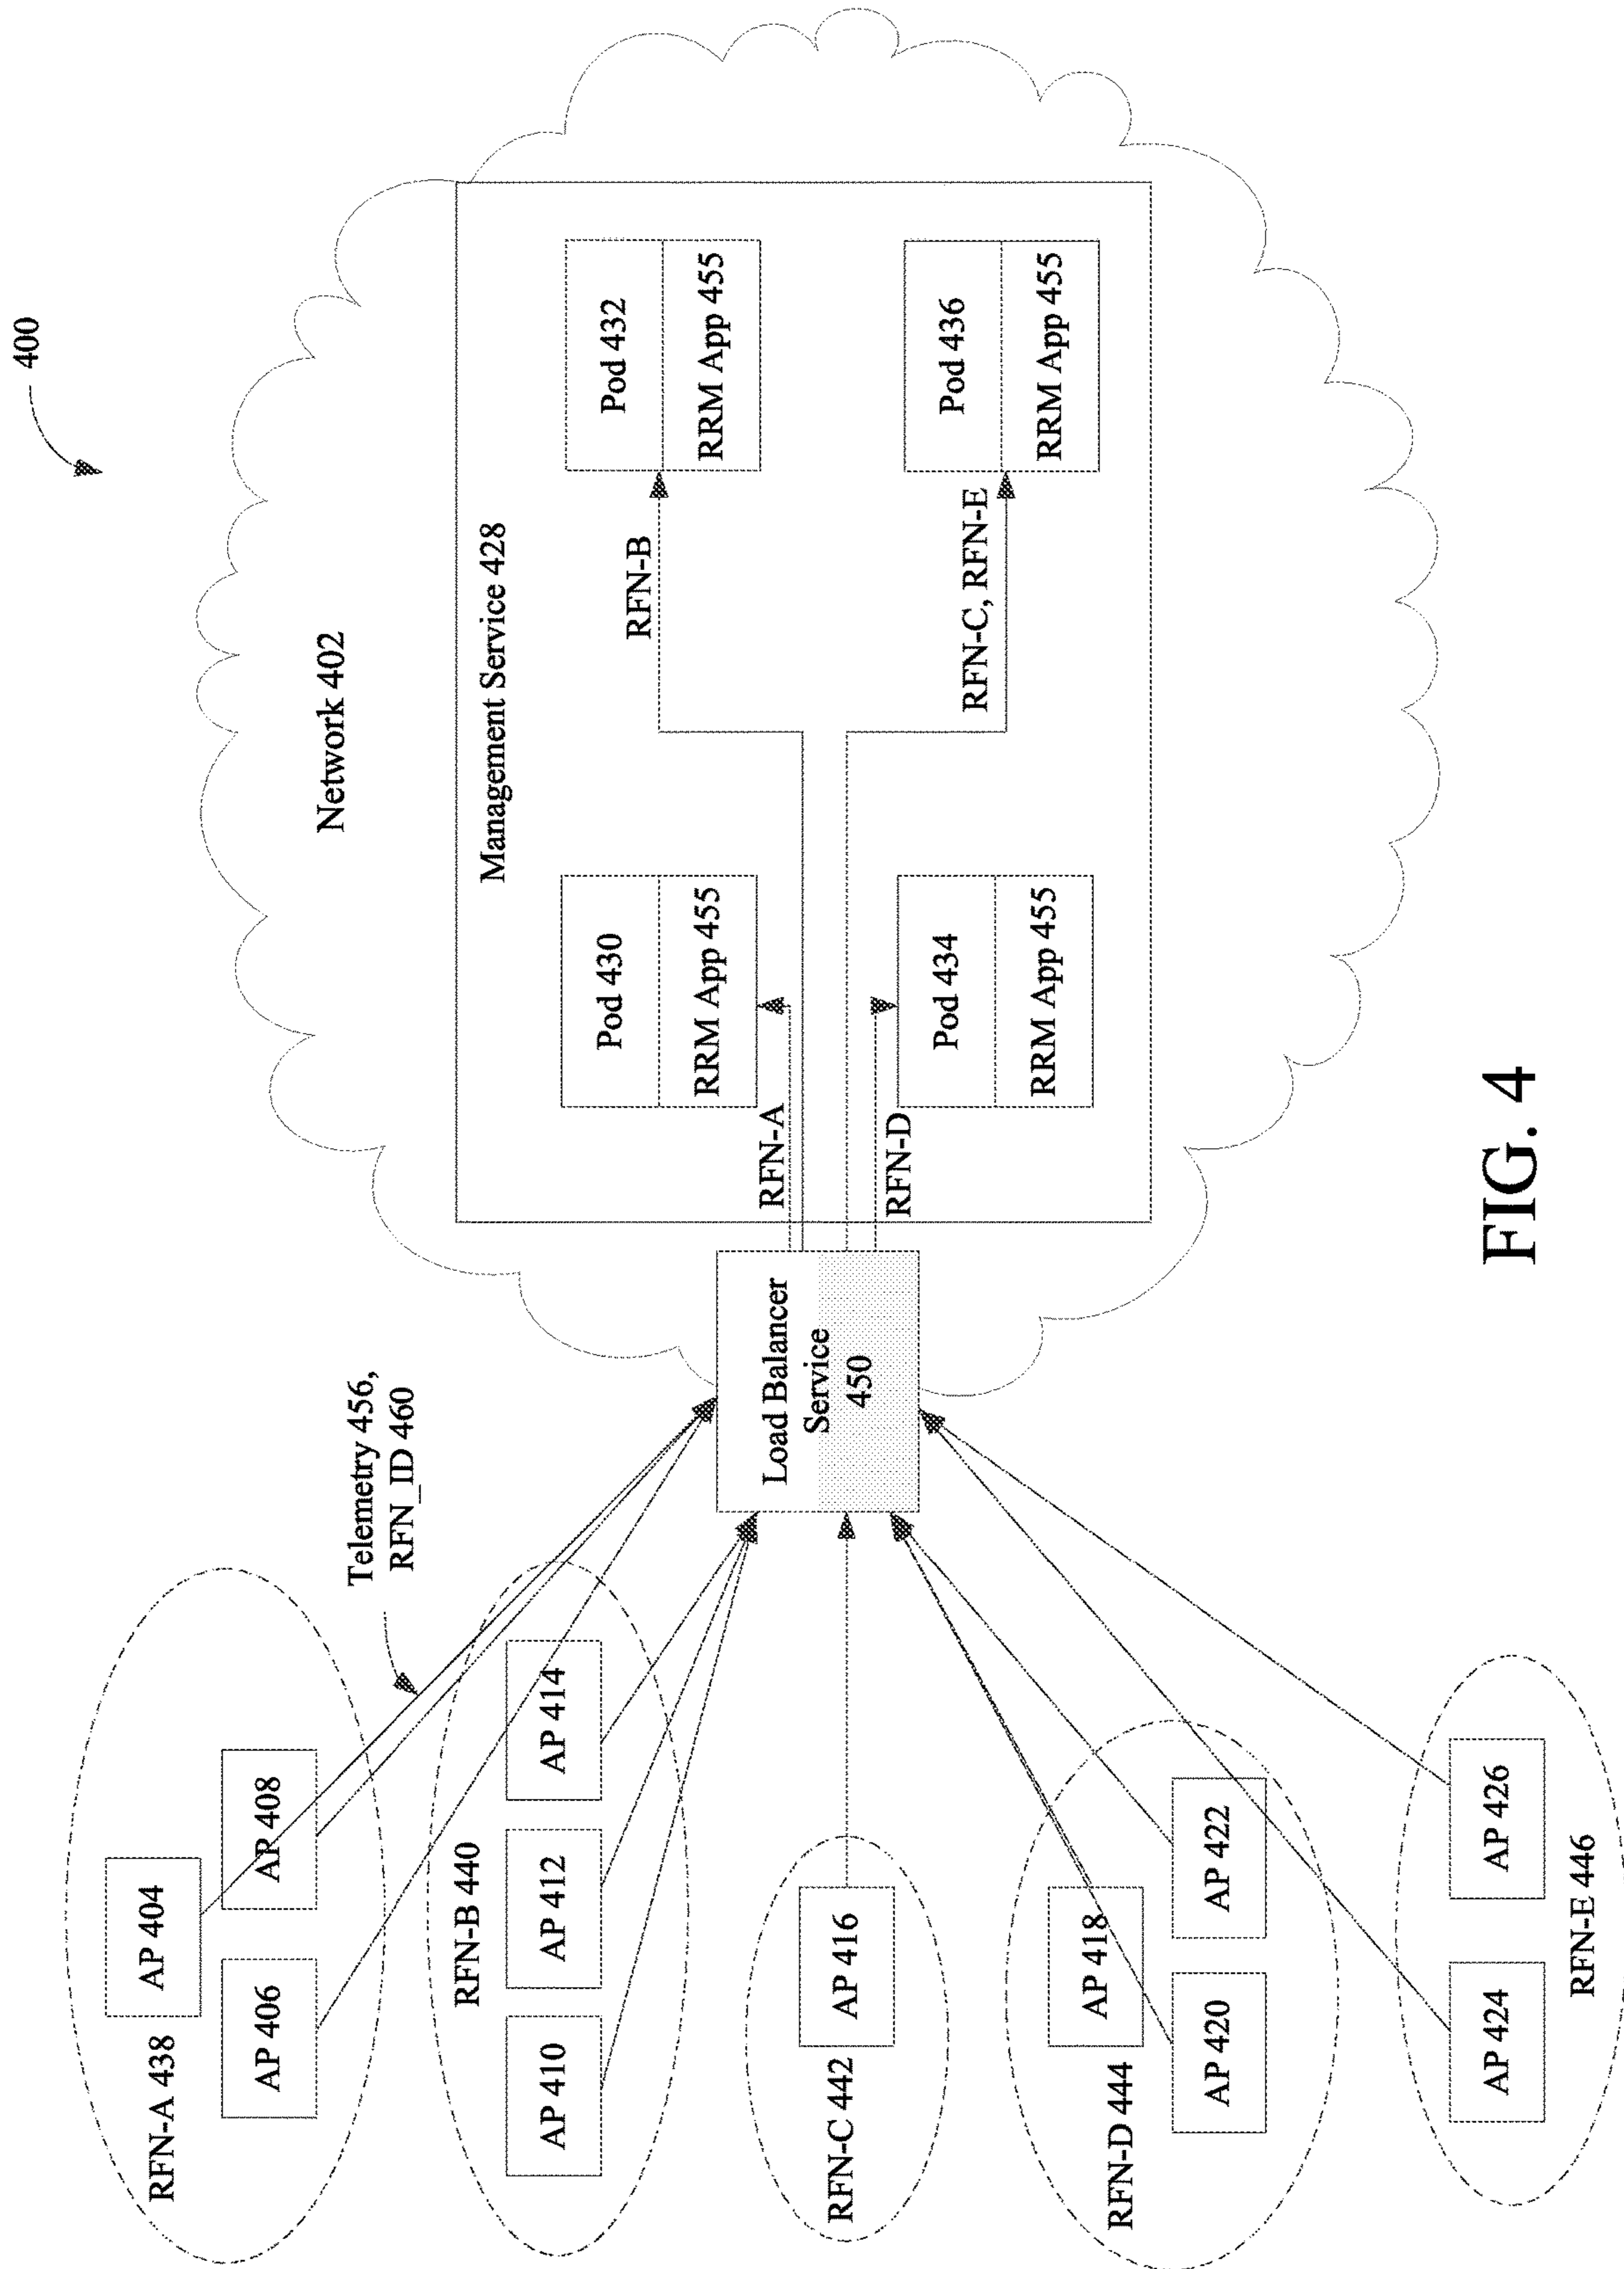 400
Network 402
Management Service 428
Pod 430
RRM App 455
Pod 432
RRM App 455
Pod 434
RRM App 455
Pod 436
RRM App 455
RFN-A
RFN-B
RFN-C, RFN-E
RFN-D
Load Balancer
Service
450
Telemetry 456,
RFN_ID 460
RFN-A 438
AP 404
AP 406
AP 408
RFN-B 440
AP 410
AP 412
AP 414
RFN-C 442
AP 416
RFN-D 444
AP 418
AP 420
AP 422
AP 424
AP 426
RFN-E 446
FIG. 4